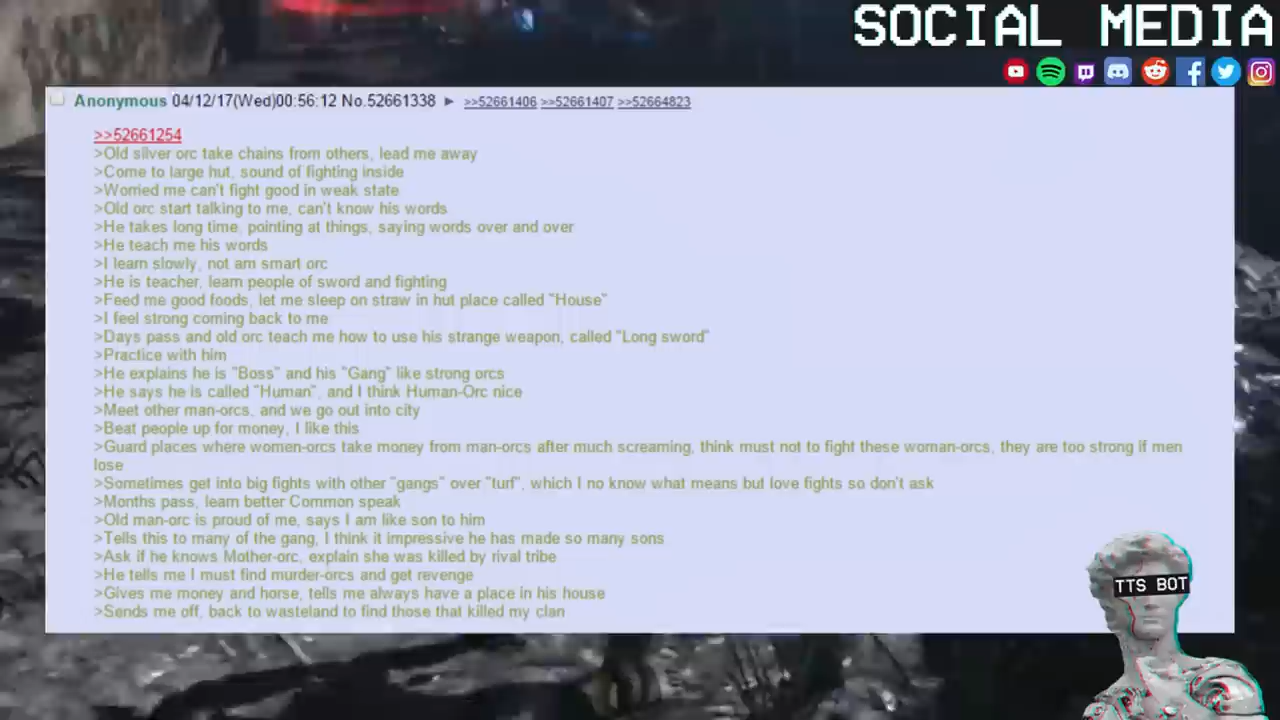 SOCIAL MEDIA
Anonymous 04/12/17(Wed)00:56:12 No.52661338 ► >>52661406 >>52661407 >>52664823
>>52661254
>Old silver orc take chains from others, lead me away
>Come to large hut, sound of fighting inside
>Worried me can't fight good in weak state
>Old orc start talking to me, can't know his words
>He takes long time, pointing at things, saying words over and over
>He teach me his words
>I learn slowly, not am smart orc
>He is teacher, learn people of sword and fighting
>Feed me good foods, let me sleep on straw in hut place called "House"
>I feel strong coming back to me
>Days pass and old orc teach me how to use his strange weapon, called "Long sword"
>Practice with him
>He explains he is "Boss" and his "Gang" like strong orcs
>He says he is called "Human", and I think Human-Orc nice
>Meet other man-orcs, and we go out into city
>Beat people up for money, I like this
>Guard places where women-orcs take money from man-orcs after much screaming, think must not to fight these woman-orcs, they are too strong if men
lose
>Sometimes get into big fights with other "gangs" over "turf", which I no know what means but love fights so don't ask
>Months pass, learn better Common speak
>Old man-orc is proud of me, says I am like son to him
>Tells this to many of the gang, I think it impressive he has made so many sons
>Ask if he knows Mother-orc, explain she was killed by rival tribe
>He tells me I must find murder-orcs and get revenge
>Gives me money and horse, tells me always have a place in his house
>Sends me off, back to wasteland to find those that killed my clan
TTS BOT